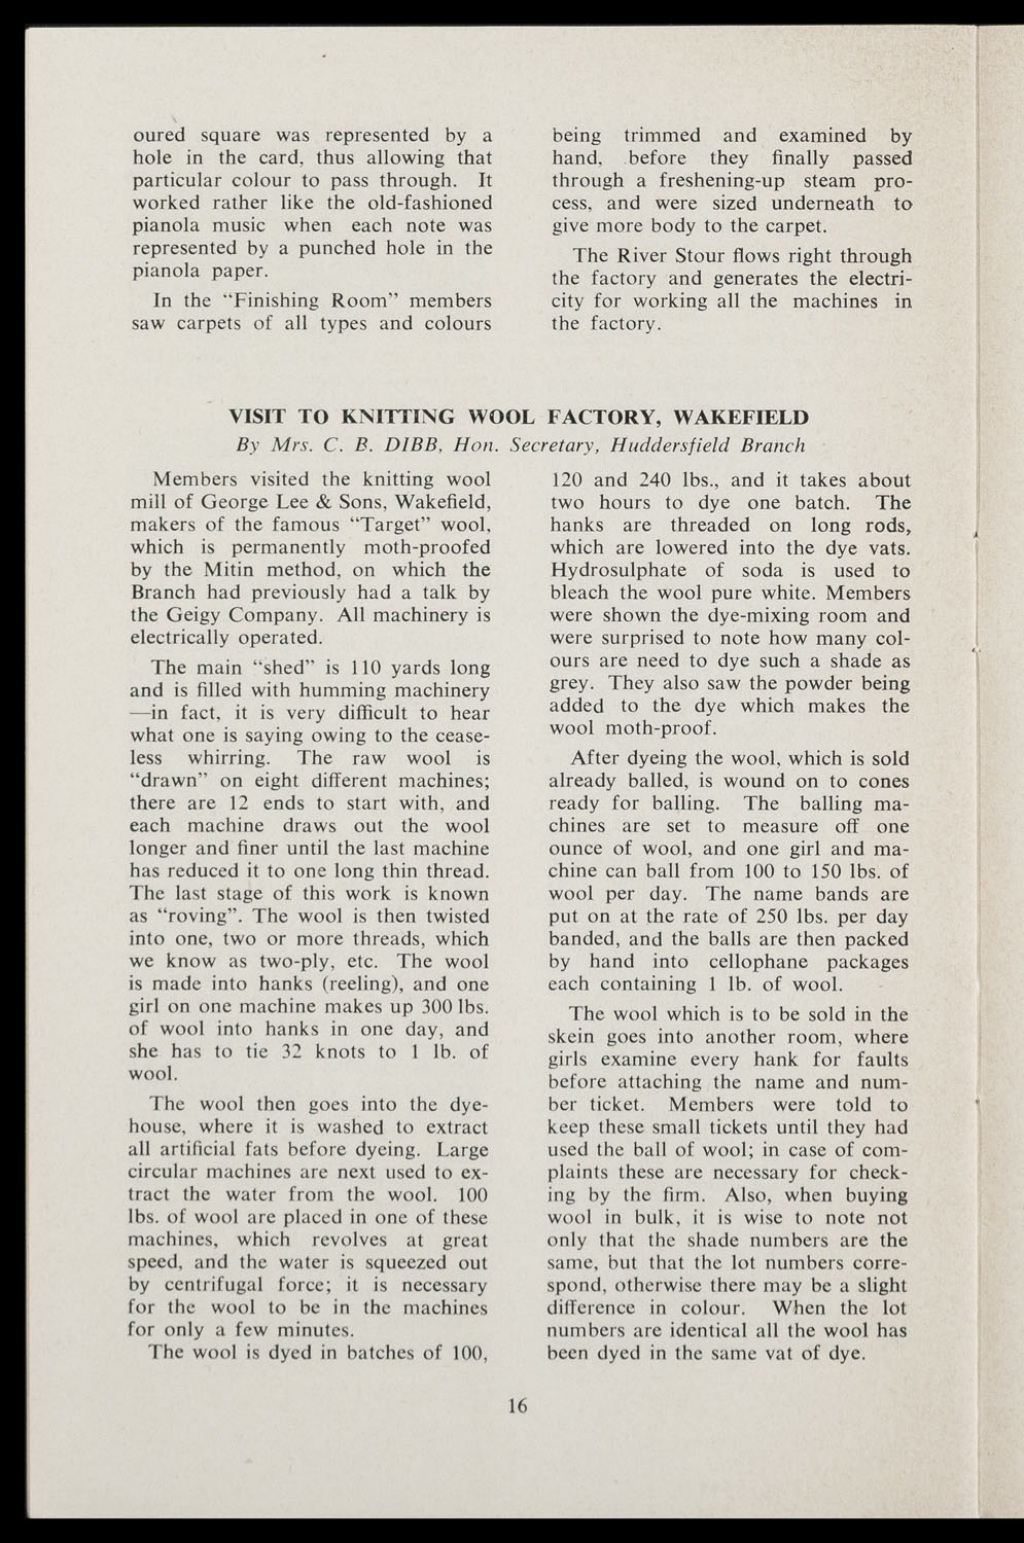 oured square was represented by a
hole in the card, thus allowing that
particular colour to pass through. It
worked rather like the old-fashioned
pianola music when each note was
represented by a punched hole in the
pianola paper.
In the "Finishing Room" members
saw carpets of all types and colours
being trimmed and examined by
hand, before they finally passed
through a freshening-up steam pro-
cess, and were sized underneath to
give more body to the carpet.
The River Stour flows right through
the factory and generates the electri-
city for working all the machines in
the factory.
VISIT TO KNITTING WOOL FACTORY, WAKEFIELD
By Mrs. C. B. DIBB, Hon. Secretary, Huddersfield Branch
Members visited the knitting wool
mill of George Lee & Sons, Wakefield,
makers of the famous "Target" wool,
which is permanently moth-proofed
by the Mitin method, on which the
Branch had previously had a talk by
the Geigy Company. All machinery is
electrically operated.
The main "shed" is 110 yards long
and is filled with humming machinery
—in fact, it is very difficult to hear
what one is saying owing to the cease-
less whirring. The raw wool is
"drawn" on eight different machines;
there are 12 ends to start with, and
each machine draws out the wool
longer and finer until the last machine
has reduced it to one long thin thread.
The last stage of this work is known
as "roving". The wool is then twisted
into one, two or more threads, which
we know as two-ply, etc. The wool
is made into hanks (reeling), and one
girl on one machine makes up 300 lbs.
of wool into hanks in one day, and
she has to tie 32 knots to 1 lb. of
wool.
The wool then goes into the dye-
house, where it is washed to extract
all artificial fats before dyeing. Large
circular machines are next used to ex-
tract the water from the wool. 100
lbs. of wool are placed in one of these
machines, which revolves at great
speed, and the water is squeezed out
by centrifugal force; it is necessary
for the wool to be in the machines
for only a few minutes.
The wool is dyed in batches of 100,
120 and 240 lbs., and it takes about
two hours to dye one batch. The
hanks are threaded on long rods,
which are lowered into the dye vats.
Hydrosulphate of soda is used to
bleach the wool pure white. Members
were shown the dye-mixing room and
were surprised to note how many col-
ours are need to dye such a shade as
grey. They also saw the powder being
added to the dye which makes the
wool moth-proof.
After dyeing the wool, which is sold
already balled, is wound on to cones
ready for balling. The balling ma-
chines are set to measure off one
ounce of wool, and one girl and ma-
chine can ball from 100 to 150 lbs. of
wool per day. The name bands are
put on at the rate of 250 lbs. per day
banded, and the balls are then packed
by hand into cellophane packages
each containing 1 lb. of wool.
The wool which is to be sold in the
skein goes into another room, where
girls examine every hank for faults
before attaching the name and num-
ber ticket. Members were told to
keep these small tickets until they had
used the ball of wool; in case of com-
plaints these are necessary for check-
ing by the firm. Also, when buying
wool in bulk, it is wise to note not
only that the shade numbers are the
same, but that the lot numbers corre-
spond, otherwise there may be a slight
difference in colour. When the lot
numbers are identical all the wool has
been dyed in the same vat of dye.
16